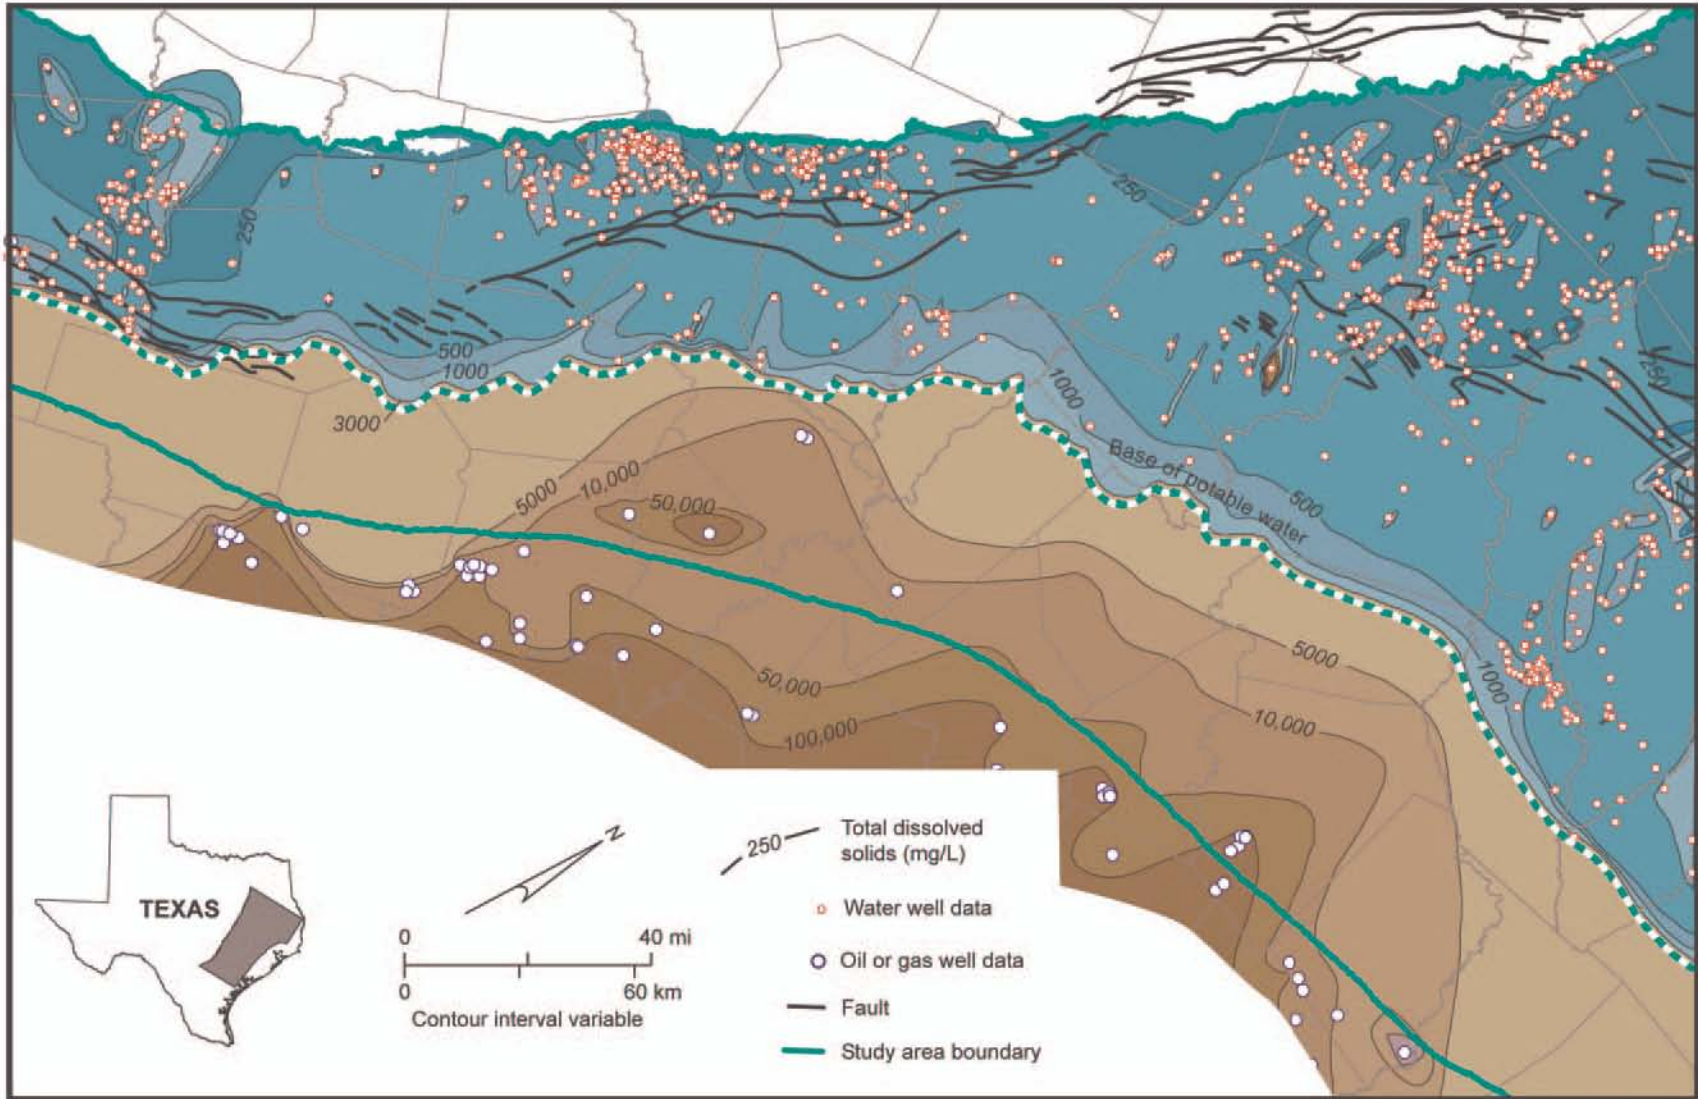 250
250
500
1000
3000
1000
Base of potable water
500
250
5000
10,000
50,000
5000
1000
50,000
100,000
10,000
TEXAS
N
0 40 mi
0 60 km
Contour interval variable
250
Total dissolved
solids (mg/L)
Water well data
Oil or gas well data
Fault
Study area boundary